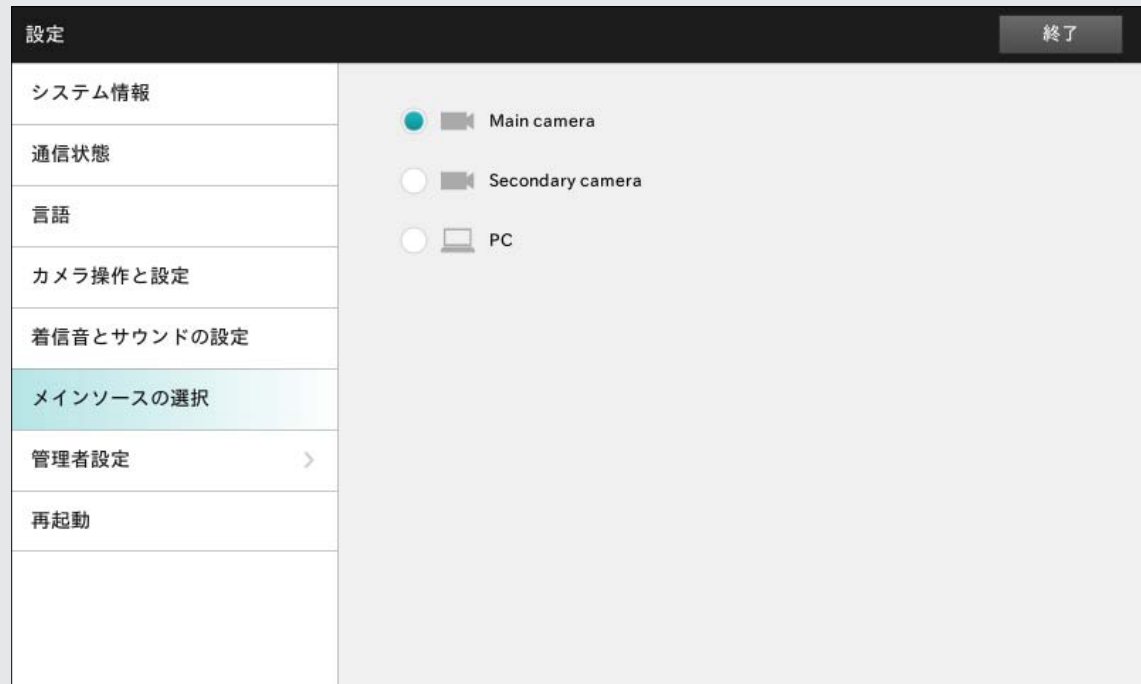 設定
終了
システム情報
通信状態
言語
カメラ操作と設定
着信音とサウンドの設定
メインソースの選択
管理者設定
再起動
Main camera
Secondary camera
PC